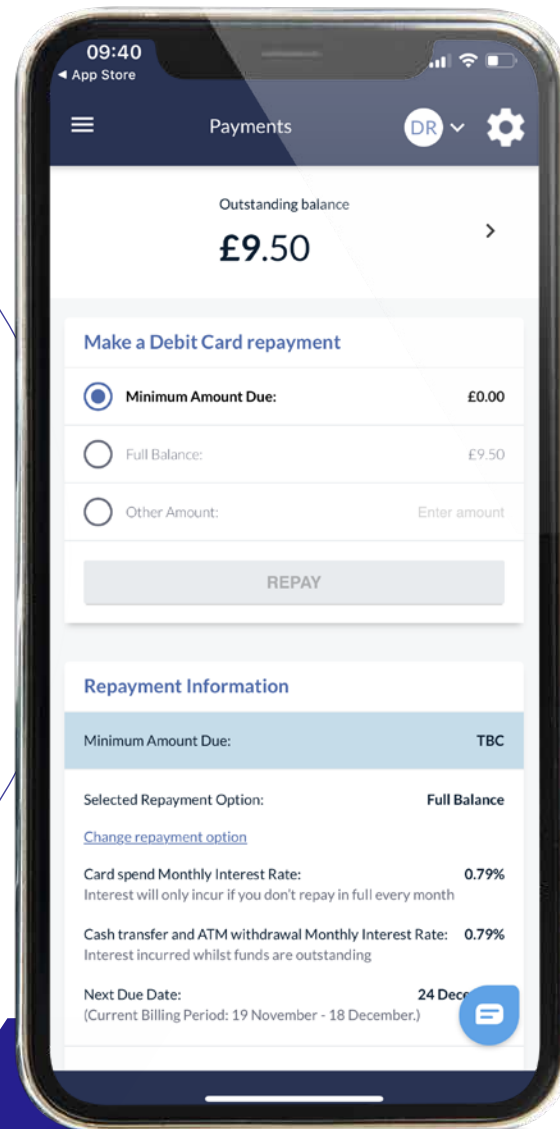 09:40
App Store
Payments
DR
Outstanding balance
£9.50
Make a Debit Card repayment
Minimum Amount Due: £0.00
Full Balance: £9.50
Other Amount: Enter amount
REPAY
Repayment Information
Minimum Amount Due: TBC
Selected Repayment Option: Full Balance
Change repayment option
Card spend Monthly Interest Rate: 0.79%
Interest will only incur if you don't repay in full every month
Cash transfer and ATM withdrawal Monthly Interest Rate: 0.79%
Interest incurred whilst funds are outstanding
Next Due Date: 24
(Current Billing Period: 19 November - 18 December.)